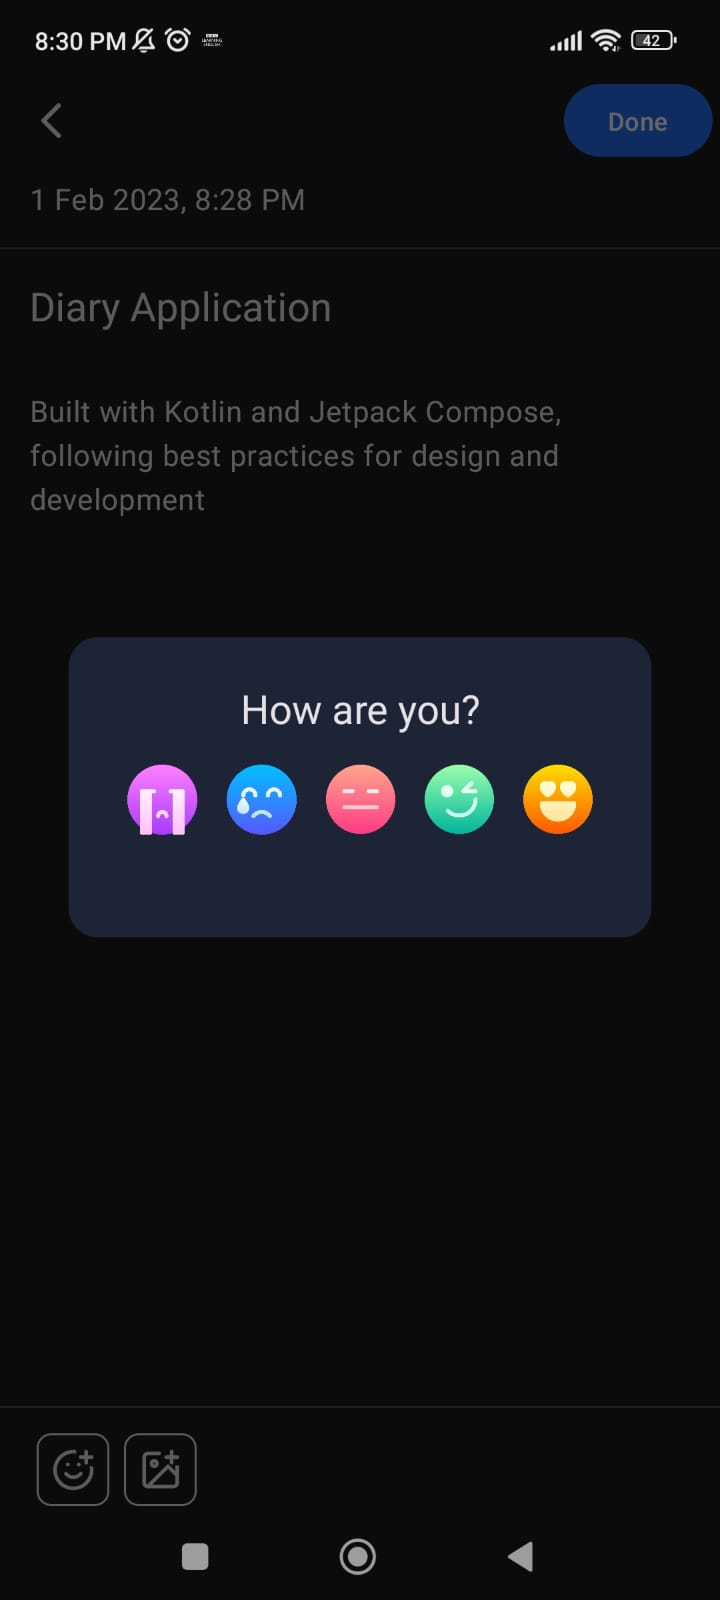 8:30 PM
42
Done
1 Feb 2023, 8:28 PM
Diary Application
Built with Kotlin and Jetpack Compose,
following best practices for design and
development
How are you?